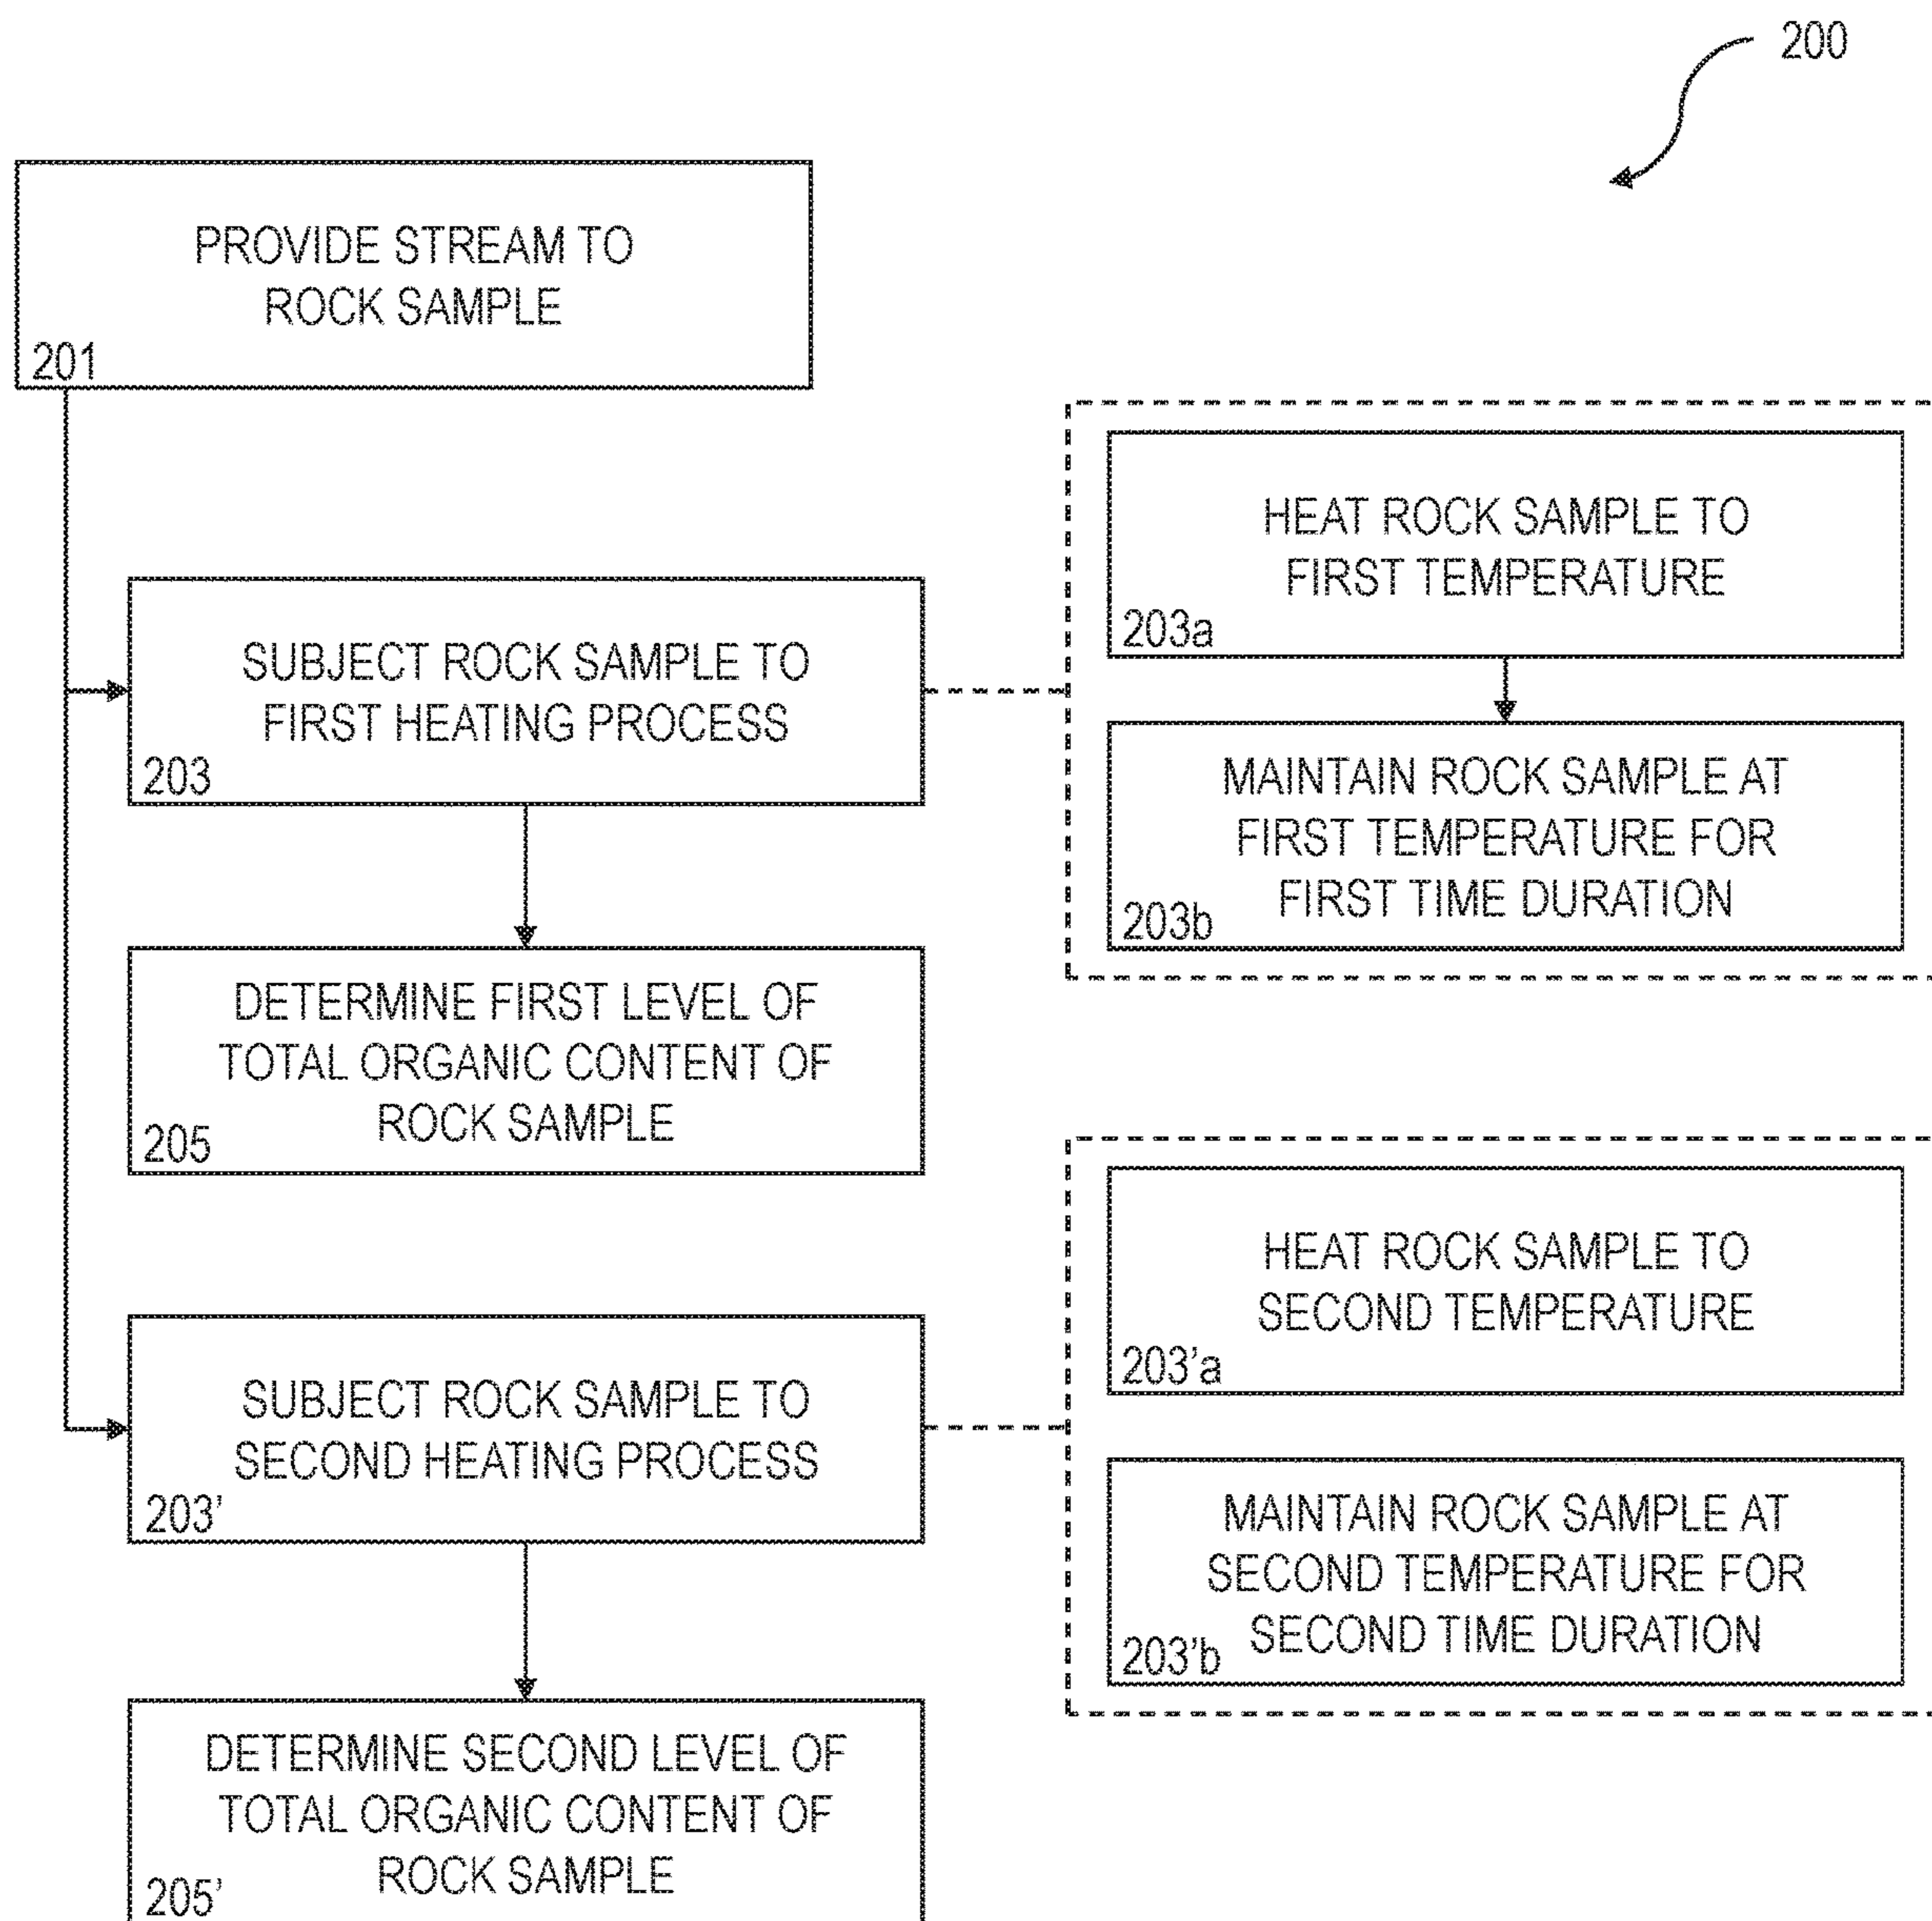 200
PROVIDE STREAM TO
ROCK SAMPLE
201
SUBJECT ROCK SAMPLE TO
FIRST HEATING PROCESS
203
HEAT ROCK SAMPLE TO
FIRST TEMPERATURE
203a
MAINTAIN ROCK SAMPLE AT
FIRST TEMPERATURE FOR
FIRST TIME DURATION
203b
DETERMINE FIRST LEVEL OF
TOTAL ORGANIC CONTENT OF
ROCK SAMPLE
205
SUBJECT ROCK SAMPLE TO
SECOND HEATING PROCESS
203'
HEAT ROCK SAMPLE TO
SECOND TEMPERATURE
203'a
MAINTAIN ROCK SAMPLE AT
SECOND TEMPERATURE FOR
SECOND TIME DURATION
203'b
DETERMINE SECOND LEVEL OF
TOTAL ORGANIC CONTENT OF
ROCK SAMPLE
205'